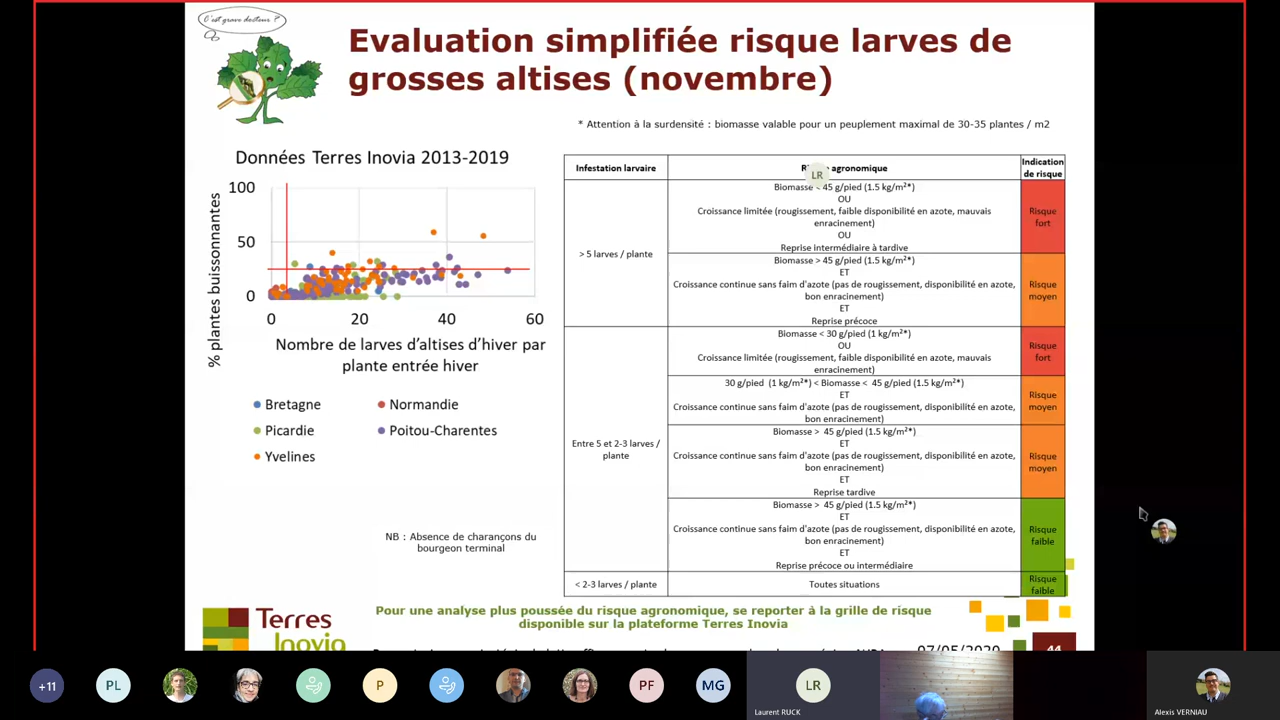 C'est grave docteur ?
Evaluation simplifiée risque larves de
grosses altises (novembre)
* Attention à la surdensité : biomasse valable pour un peuplement maximal de 30-35 plantes / m2
Données Terres Inovia 2013-2019
% plantes buissonnantes
100
50
0
0 20 40 60
Nombre de larves d'altises d'hiver par
plante entrée hiver
Bretagne Normandie
Picardie Poitou-Charentes
Yvelines
NB : Absence de charançons du
bourgeon terminal
Infestation larvaire
agronomique
LR
Indication
de risque
> 5 larves / plante
Biomasse < 45 g/pied (1.5 kg/m²*)
OU
Croissance limitée (rougissement, faible disponibilité en azote, mauvais
enracinement)
OU
Reprise intermédiaire à tardive
Risque
fort
Biomasse > 45 g/pied (1.5 kg/m²*)
ET
Croissance continue sans faim d'azote (pas de rougissement, disponibilité en azote,
bon enracinement)
ET
Reprise précoce
Risque
moyen
Entre 5 et 2-3 larves /
plante
Biomasse < 30 g/pied (1 kg/m²*)
OU
Croissance limitée (rougissement, faible disponibilité en azote, mauvais
enracinement)
Risque
fort
30 g/pied (1 kg/m²*) < Biomasse < 45 g/pied (1.5 kg/m²*)
ET
Croissance continue sans faim d'azote (pas de rougissement, disponibilité en azote,
bon enracinement)
Risque
moyen
Biomasse > 45 g/pied (1.5 kg/m²*)
ET
Croissance continue sans faim d'azote (pas de rougissement, disponibilité en azote,
bon enracinement)
ET
Reprise tardive
Risque
moyen
Biomasse > 45 g/pied (1.5 kg/m²*)
ET
Croissance continue sans faim d'azote (pas de rougissement, disponibilité en azote,
bon enracinement)
ET
Reprise précoce ou intermédiaire
Risque
faible
< 2-3 larves / plante
Toutes situations
Risque
faible
Pour une analyse plus poussée du risque agronomique, se reporter à la grille de risque
disponible sur la plateforme Terres Inovia
Terres
Inovia
07/05/2020
44
+11
PL
P
PF
MG
LR
Laurent RUCK
Alexis VERNIAU